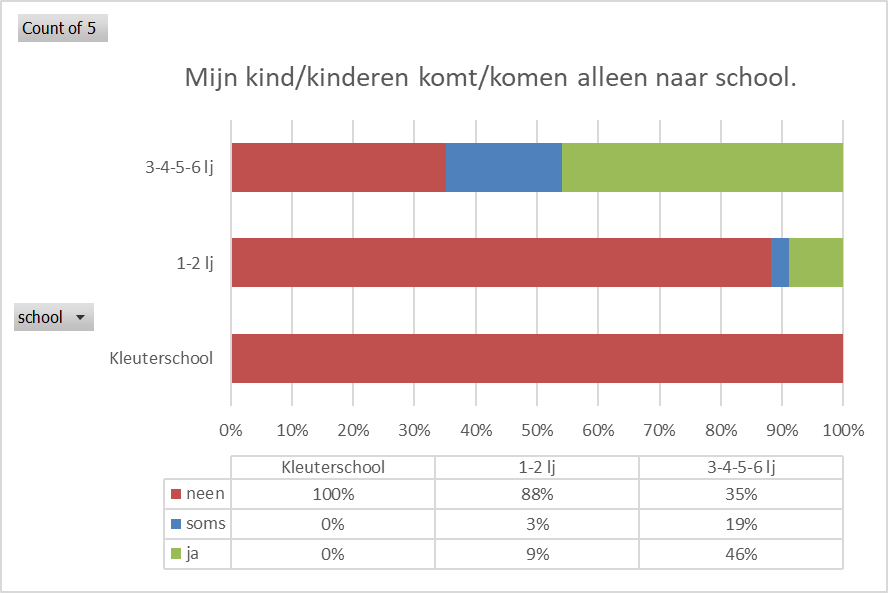 Count of 5
Mijn kind/kinderen komt/komen alleen naar school.
3-4-5-6 lj
1-2 lj
school
Kleuterschool
0% 10% 20% 30% 40% 50% 60% 70% 80% 90% 100%
Kleuterschool 1-2 lj 3-4-5-6 lj
neen 100% 88% 35%
soms 0% 3% 19%
ja 0% 9% 46%